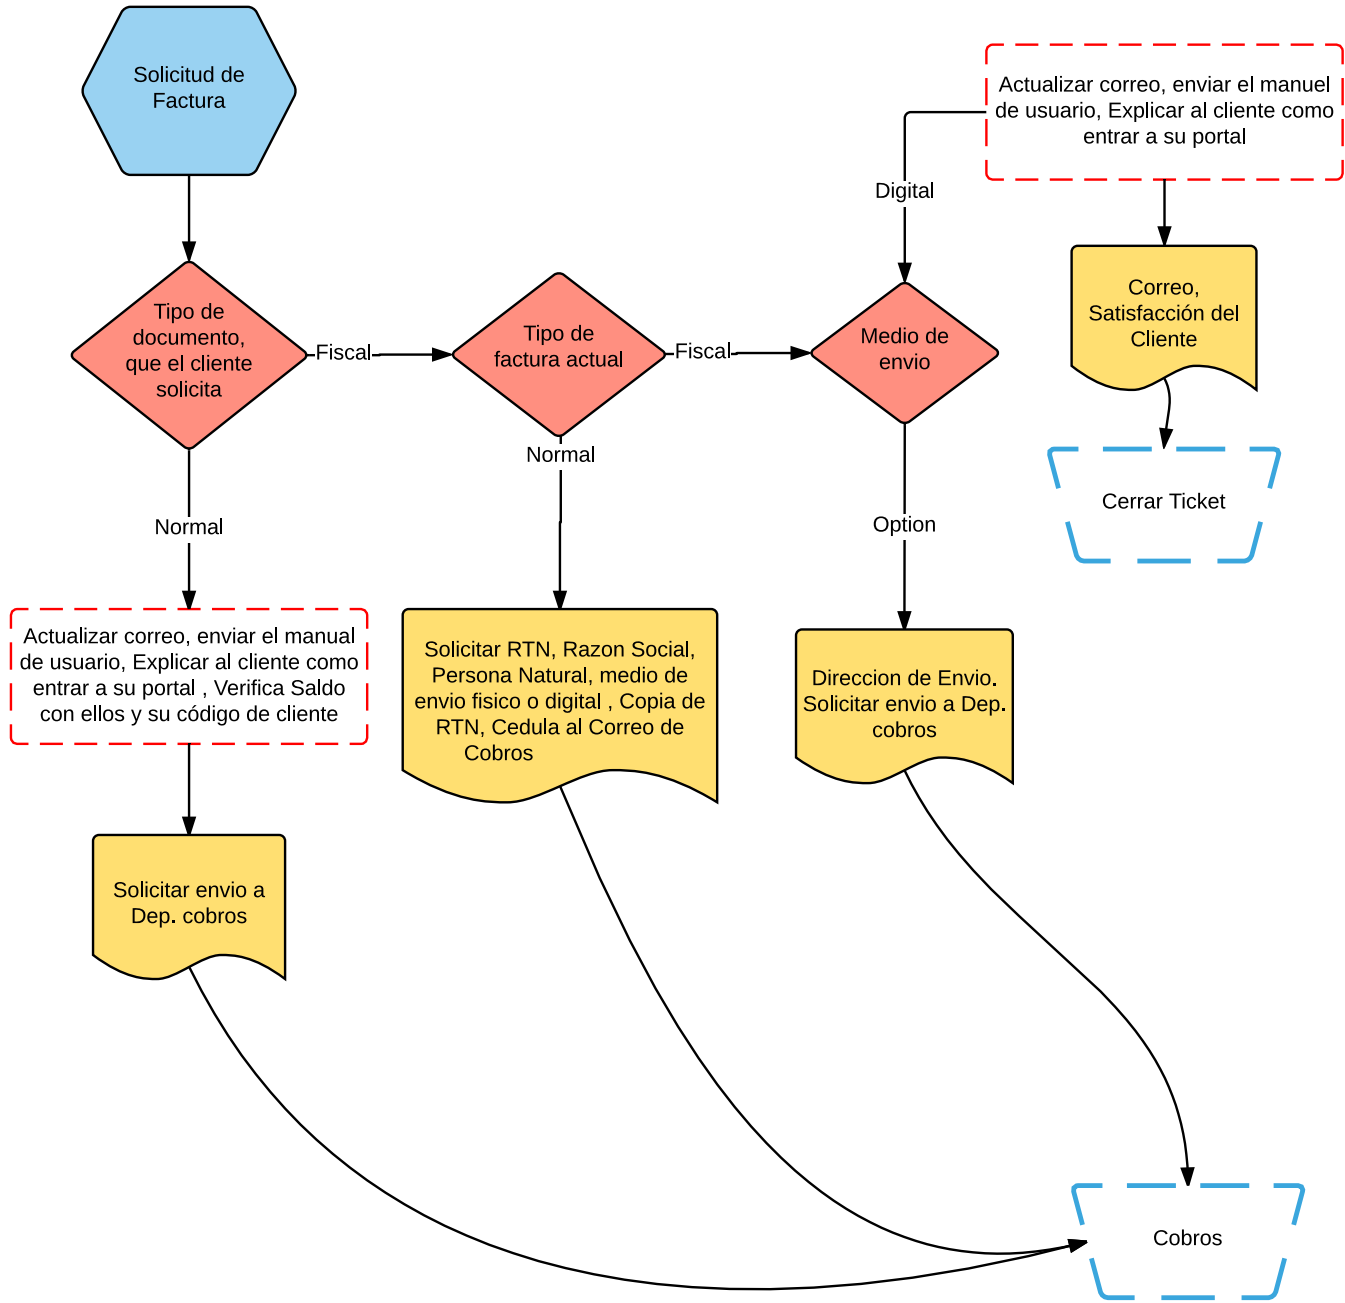 Solicitud de
Factura
Actualizar correo, enviar el manuel
de usuario, Explicar al cliente como
entrar a su portal
Digital
Correo,
Satisfacción del
Cliente
Tipo de
documento,
que el cliente
solicita
Fiscal
Tipo de
factura actual
Fiscal
Medio de
envio
Normal
Cerrar Ticket
Normal
Option
Actualizar correo, enviar el manual
de usuario, Explicar al cliente como
entrar a su portal , Verifica Saldo
con ellos y su código de cliente
Solicitar RTN, Razon Social,
Persona Natural, medio de
envio fisico o digital , Copia de
RTN, Cedula al Correo de
Cobros
Direccion de Envio.
Solicitar envio a Dep.
cobros
Solicitar envio a
Dep. cobros
Cobros